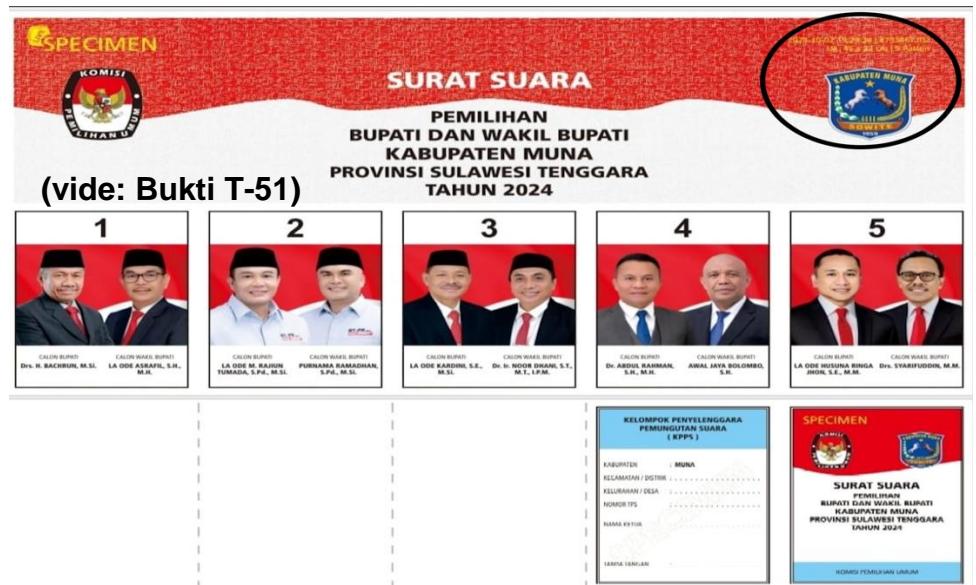 SPECIMEN
KOMISI
PEMILIHAN UMUM
SURAT SUARA
KABUPATEN MUNA
SOWITE
1959
PEMILIHAN
BUPATI DAN WAKIL BUPATI
KABUPATEN MUNA
PROVINSI SULAWESI TENGGARA
TAHUN 2024
(vide: Bukti T-51)
1
CALON BUPATI
Drs. H. BACHRUN, M.Si.
CALON WAKIL BUPATI
LA ODE ASRAFIL, S.H.,
M.H.
2
CALON BUPATI
LA ODE M. RAJIUN
TUMADA, S.Pd., M.Si.
CALON WAKIL BUPATI
PURNAMA RAMADHAN,
S.Pd., M.Si.
3
CALON BUPATI
LA ODE KARDINI, S.E.,
M.Si.
CALON WAKIL BUPATI
Dr. Ir. NOOR DHANI, S.T.,
M.T., I.P.M.
4
CALON BUPATI
Dr. ABDUL RAHMAN,
S.H., M.H.
CALON WAKIL BUPATI
AWAL JAYA BOLOMBO,
S.H.
5
CALON BUPATI
LA ODE HUSUNA RINGA
JHON, S.E., M.M.
CALON WAKIL BUPATI
Drs. SYARIFUDDIN, M.M.
KELOMPOK PENYELENGGARA
PEMUNGUTAN SUARA
( KPPS )
KABUPATEN : MUNA
KECAMATAN / DISTRIK :
KELURAHAN / DESA :
NOMOR TPS :
NAMA KETUA :
TANDA TANGAN :
SPECIMEN
SURAT SUARA
PEMILIHAN
BUPATI DAN WAKIL BUPATI
KABUPATEN MUNA
PROVINSI SULAWESI TENGGARA
TAHUN 2024
KOMISI PEMILIHAN UMUM